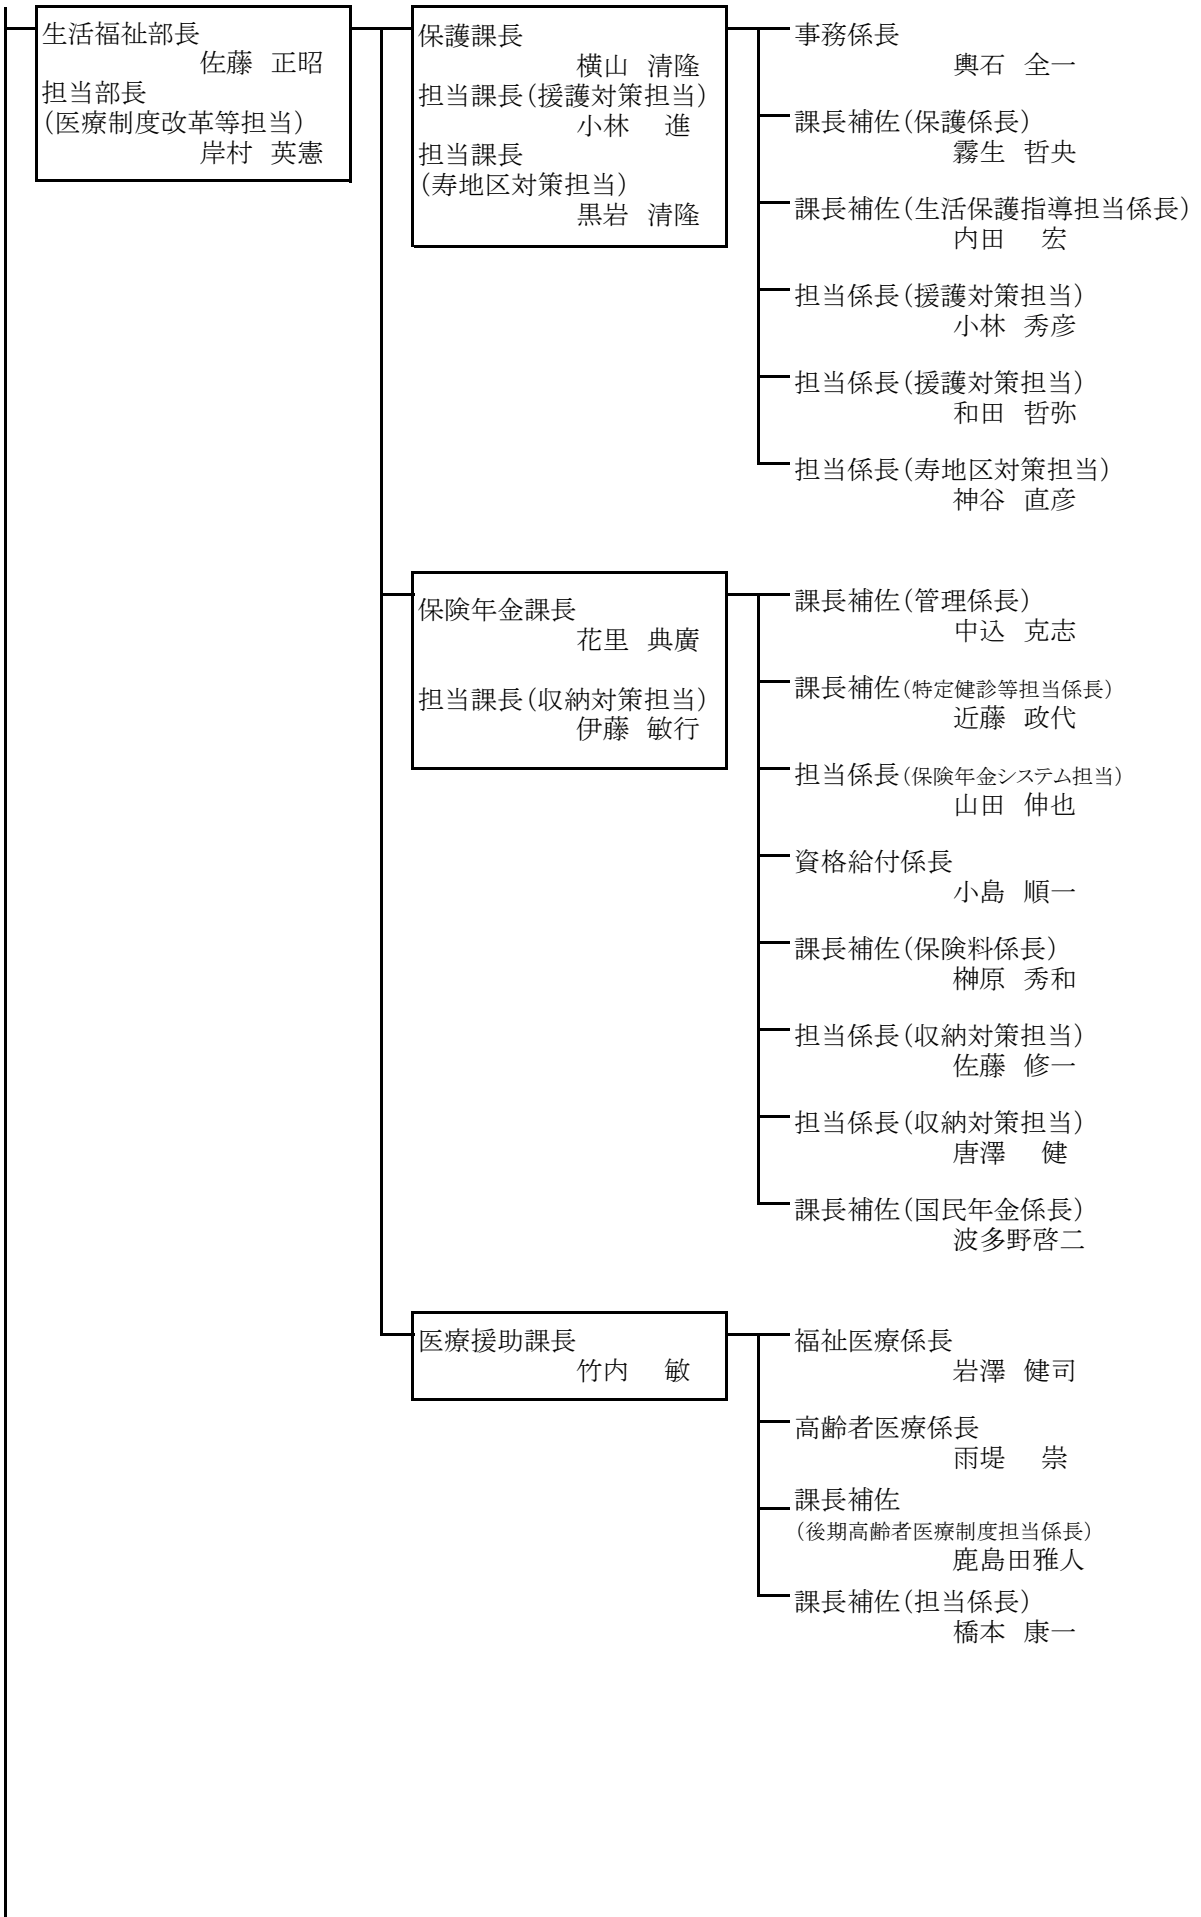 生活福祉部長
佐藤　正昭
担当部長
（医療制度改革等担当）
岸村　英憲
保護課長
横山　清隆
担当課長（援護対策担当）
小林　進
担当課長
（寿地区対策担当）
黒岩　清隆
事務係長
輿石　全一
課長補佐（保護係長）
霧生　哲央
課長補佐（生活保護指導担当係長）
内田　宏
担当係長（援護対策担当）
小林　秀彦
担当係長（援護対策担当）
和田　哲弥
担当係長（寿地区対策担当）
神谷　直彦
保険年金課長
花里　典廣
担当課長（収納対策担当）
伊藤　敏行
課長補佐（管理係長）
中込　克志
課長補佐（特定健診等担当係長）
近藤　政代
担当係長（保険年金システム担当）
山田　伸也
資格給付係長
小島　順一
課長補佐（保険料係長）
榊原　秀和
担当係長（収納対策担当）
佐藤　修一
担当係長（収納対策担当）
唐澤　健
課長補佐（国民年金係長）
波多野啓二
医療援助課長
竹内　敏
福祉医療係長
岩澤　健司
高齢者医療係長
雨堤　崇
課長補佐
（後期高齢者医療制度担当係長）
鹿島田雅人
課長補佐（担当係長）
橋本　康一